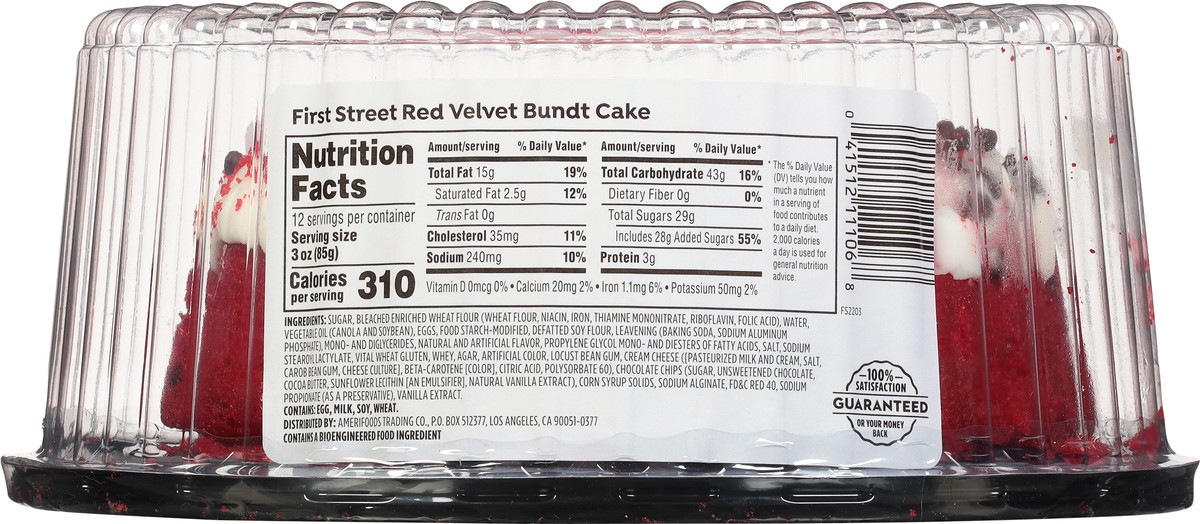 First Street Red Velvet Bundt Cake
Nutrition
Facts
12 servings per container
Serving size
3 oz (85g)
Calories
per serving 310
Amount/serving % Daily Value*
Total Fat 15g 19%
Saturated Fat 2.5g 12%
Trans Fat 0g
Cholesterol 35mg 11%
Sodium 240mg 10%
Amount/serving % Daily Value*
Total Carbohydrate 43g 16%
Dietary Fiber 0g 0%
Total Sugars 29g
Includes 28g Added Sugars 55%
Protein 3g
Vitamin D 0mcg 0% • Calcium 20mg 2% • Iron 1.1mg 6% • Potassium 50mg 2%
* The % Daily Value
(DV) tells you how
much a nutrient
in a serving of
food contributes
to a daily diet.
2,000 calories
a day is used for
general nutrition
advice.
0 41512 11106 8
FS2203
INGREDIENTS: SUGAR, BLEACHED ENRICHED WHEAT FLOUR (WHEAT FLOUR, NIACIN, IRON, THIAMINE MONONITRATE, RIBOFLAVIN, FOLIC ACID), WATER,
VEGETABLE OIL (CANOLA AND SOYBEAN), EGGS, FOOD STARCH-MODIFIED, DEFATTED SOY FLOUR, LEAVENING (BAKING SODA, SODIUM ALUMINUM
PHOSPHATE), MONO- AND DIGLYCERIDES, NATURAL AND ARTIFICIAL FLAVOR, PROPYLENE GLYCOL MONO- AND DIESTERS OF FATTY ACIDS, SALT, SODIUM
STEAROYL LACTYLATE, VITAL WHEAT GLUTEN, WHEY, AGAR, ARTIFICIAL COLOR, LOCUST BEAN GUM, CREAM CHEESE ([PASTEURIZED MILK AND CREAM, SALT,
CAROB BEAN GUM, CHEESE CULTURE], BETA-CAROTENE [COLOR], CITRIC ACID, POLYSORBATE 60), CHOCOLATE CHIPS (SUGAR, UNSWEETENED CHOCOLATE,
COCOA BUTTER, SUNFLOWER LECITHIN [AN EMULSIFIER], NATURAL VANILLA EXTRACT), CORN SYRUP SOLIDS, SODIUM ALGINATE, FD&C RED 40, SODIUM
PROPIONATE (AS A PRESERVATIVE), VANILLA EXTRACT.
CONTAINS: EGG, MILK, SOY, WHEAT.
DISTRIBUTED BY: AMERIFOODS TRADING CO., P.O. BOX 512377, LOS ANGELES, CA 90051-0377
CONTAINS A BIOENGINEERED FOOD INGREDIENT
100%
SATISFACTION
GUARANTEED
OR YOUR MONEY
BACK